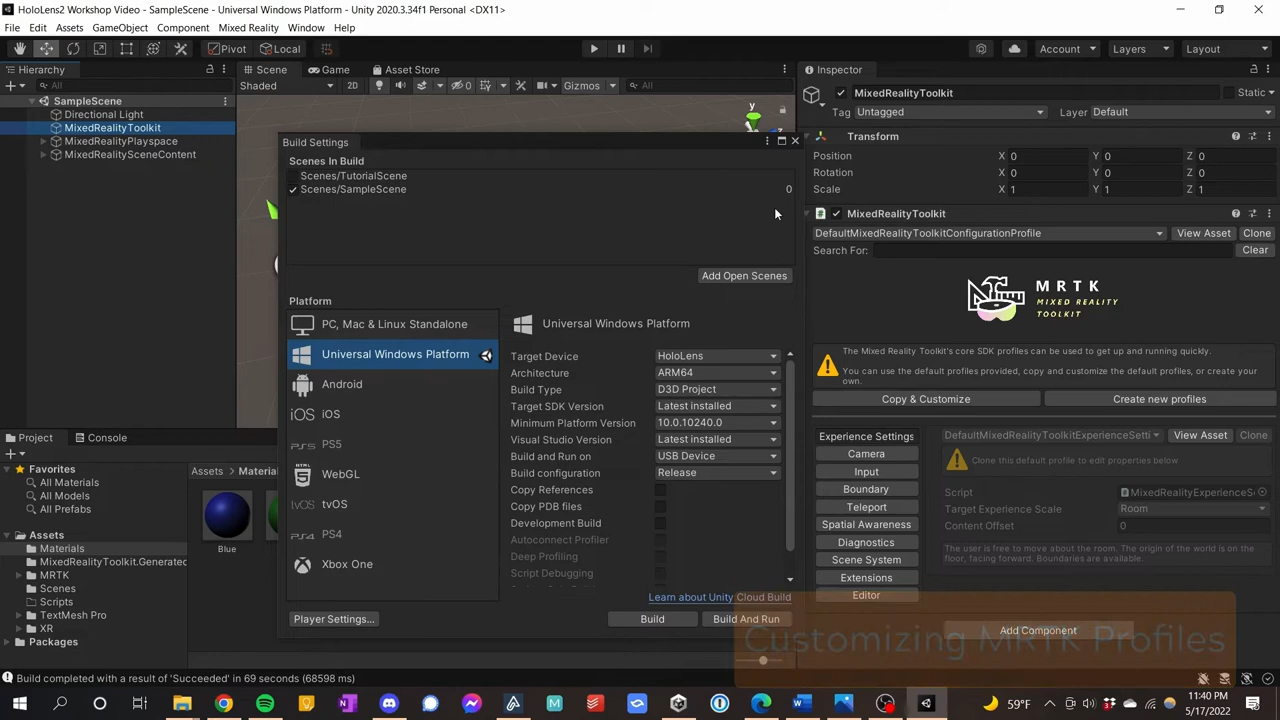 HoloLens2 Workshop Video - SampleScene - Universal Windows Platform - Unity 2020.3.34f1 Personal <DX11>
File Edit Assets GameObject Component Mixed Reality Window Help
Pivot Local Account Layers Layout
Hierarchy
All
SampleScene
Directional Light
MixedRealityToolkit
MixedRealityPlayspace
MixedRealitySceneContent
Scene Game Asset Store
Shaded 2D 0 Gizmos All
y
Build Settings
Scenes In Build
Scenes/TutorialScene
Scenes/SampleScene 0
Add Open Scenes
Platform
PC, Mac & Linux Standalone
Universal Windows Platform
Android
iOS iOS
PS5 PS5
HTML WebGL
tvOS tvOS
PS4 PS4
Xbox One
Universal Windows Platform
Target Device HoloLens
Architecture ARM64
Build Type D3D Project
Target SDK Version Latest installed
Minimum Platform Version 10.0.10240.0
Visual Studio Version Latest installed
Build and Run on USB Device
Build configuration Release
Copy References
Copy PDB files
Development Build
Autoconnect Profiler
Deep Profiling
Script Debugging
Learn about Unity Cloud Build
Player Settings... Build Build And Run
Inspector
MixedRealityToolkit Static
Tag Untagged Layer Default
Transform
Position X 0 Y 0 Z 0
Rotation X 0 Y 0 Z 0
Scale X 1 Y 1 Z 1
MixedRealityToolkit
DefaultMixedRealityToolkitConfigurationProfile View Asset Clone
Search For: Clear
MRTK
MIXED REALITY
TOOLKIT
The Mixed Reality Toolkit's core SDK profiles can be used to get up and running quickly.
You can use the default profiles provided, copy and customize the default profiles, or create your
own.
Copy & Customize Create new profiles
Experience Settings
Camera
Input
Boundary
Teleport
Spatial Awareness
Diagnostics
Scene System
Extensions
Editor
DefaultMixedRealityToolkitExperienceSetti View Asset Clone
Clone this profile to edit properties below
Script MixedRealityExperienceS
Target Experience Scale Room
Content Offset 0
The user is free to move about the room. The origin of the world is on the
floor, facing forward. Boundaries are available.
Add Component
Customizing MRTK Profiles
Project Console
Favorites
All Materials
All Models
All Prefabs
Assets
Materials
MixedRealityToolkit.Generated
MRTK
Scenes
Scripts
TextMesh Pro
XR
Packages
Assets Material
Blue
Build completed with a result of 'Succeeded' in 69 seconds (68598 ms)
59°F
11:40 PM
5/17/2022